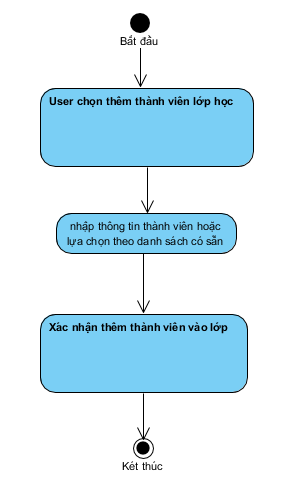 Bắt đầu
User chọn thêm thành viên lớp học
nhập thông tin thành viên hoặc
lựa chọn theo danh sách có sẵn
Xác nhận thêm thành viên vào lớp
Két thúc